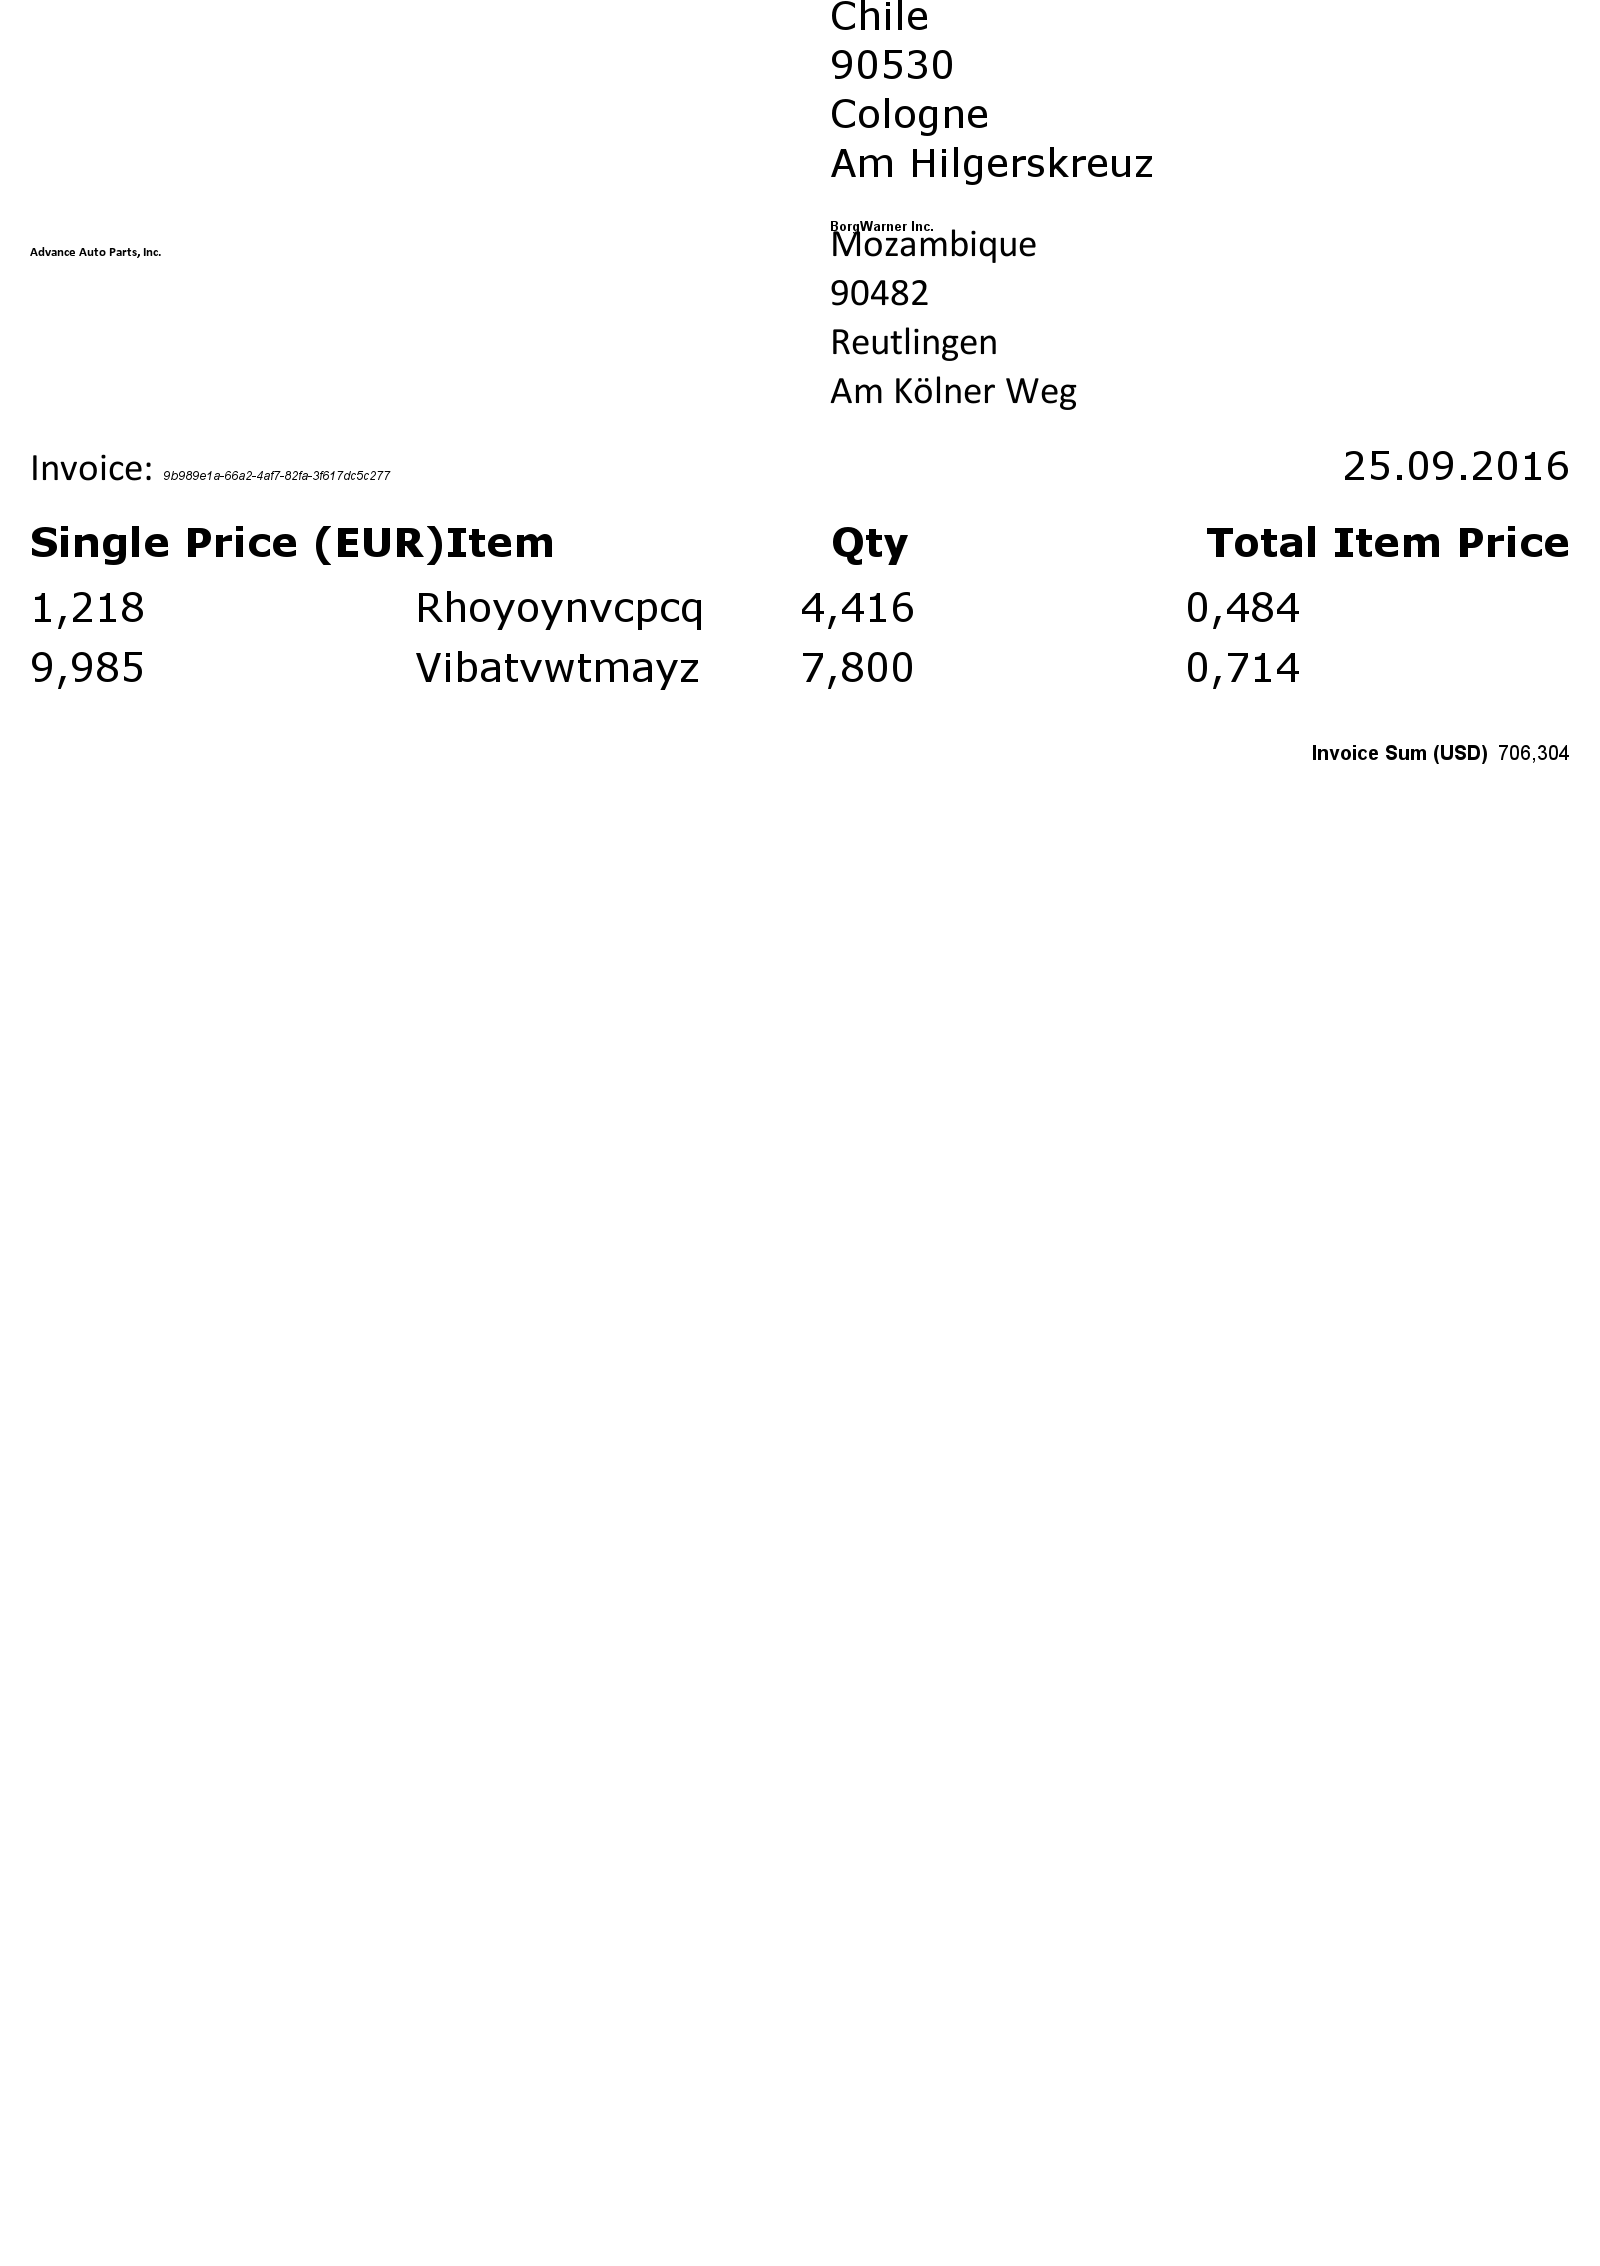 Chile
90530
Cologne
Am Hilgerskreuz
BorgWarner Inc.
Advance Auto Parts, Inc.
Mozambique
90482
Reutlingen
Am Kölner Weg
Invoice: 9b989e1a-66a2-4af7-82fa-3f617dc5c277 25.09.2016
Single Price (EUR)Item Qty Total Item Price
1,218 Rhoyoynvcpcq 4,416 0,484
9,985 Vibatvwtmayz 7,800 0,714
Invoice Sum (USD) 706,304